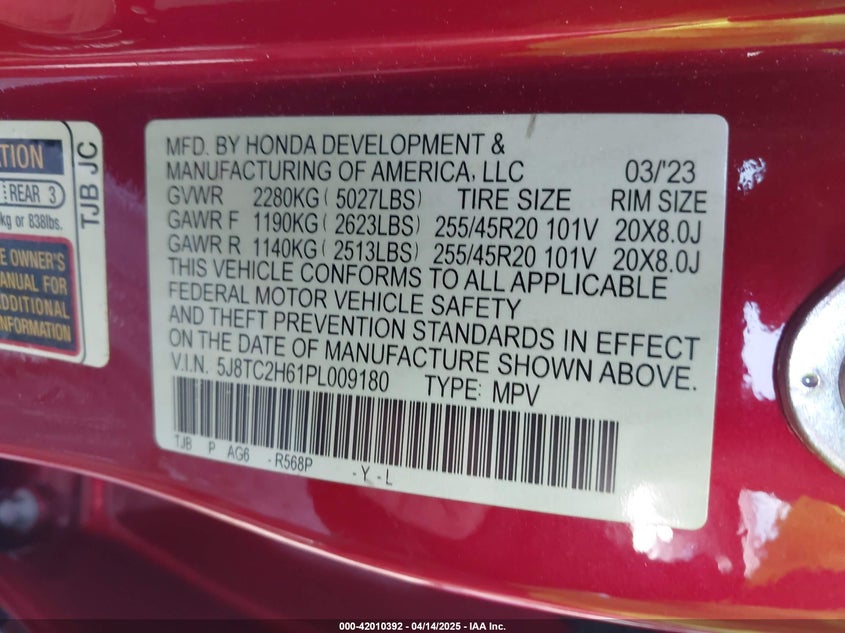 MFD. BY HONDA DEVELOPMENT &
MANUFACTURING OF AMERICA, LLC 03/'23
GVWR 2280KG ( 5027LBS) TIRE SIZE RIM SIZE
GAWR F 1190KG ( 2623LBS) 255/45R20 101V 20X8.0J
GAWR R 1140KG ( 2513LBS) 255/45R20 101V 20X8.0J
THIS VEHICLE CONFORMS TO ALL APPLICABLE
FEDERAL MOTOR VEHICLE SAFETY
AND THEFT PREVENTION STANDARDS IN EFFECT
ON THE DATE OF MANUFACTURE SHOWN ABOVE.
V.I.N. 5J8TC2H61PL009180 TYPE: MPV
TJB P AG6 -R568P -Y -L
REAR 3
kg or 838lbs.
OWNER'S
FOR
INFORMATION
TJB JC
000-42010392 - 04/14/2025 - IAA Inc.